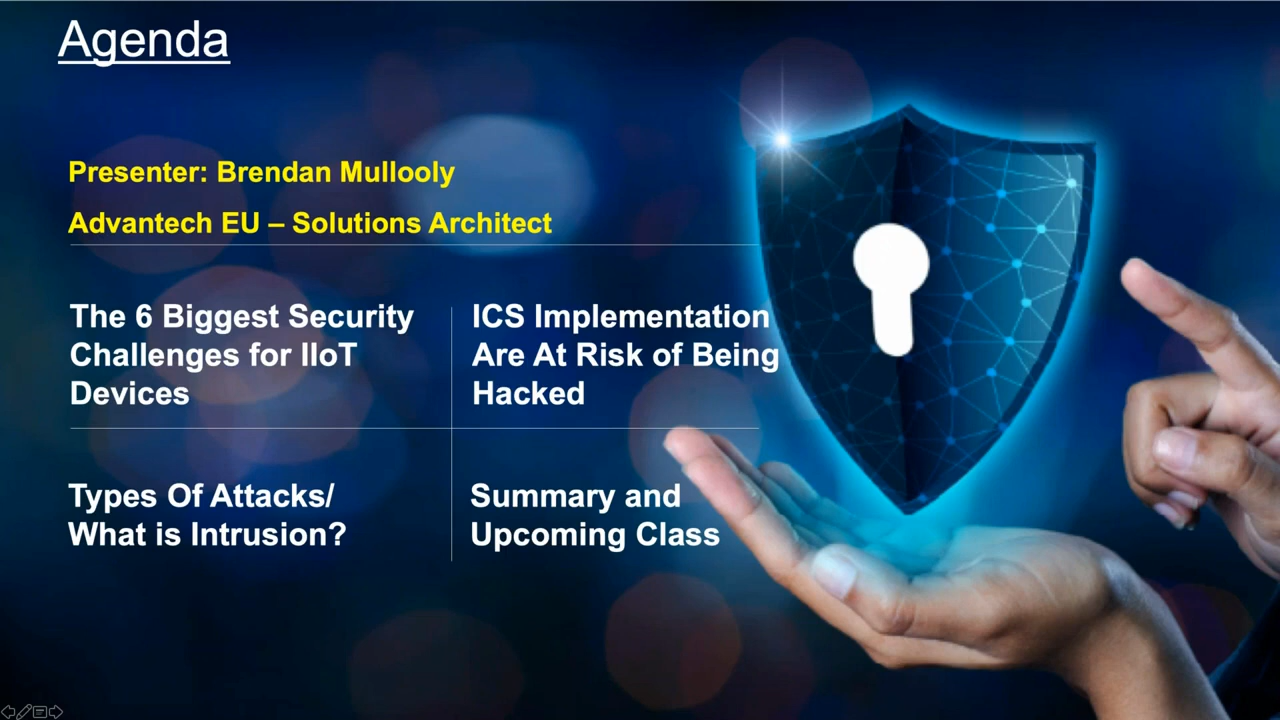 Agenda
Presenter: Brendan Mullooly
Advantech EU – Solutions Architect
The 6 Biggest Security
Challenges for IIoT
Devices
ICS Implementation
Are At Risk of Being
Hacked
Types Of Attacks/
What is Intrusion?
Summary and
Upcoming Class